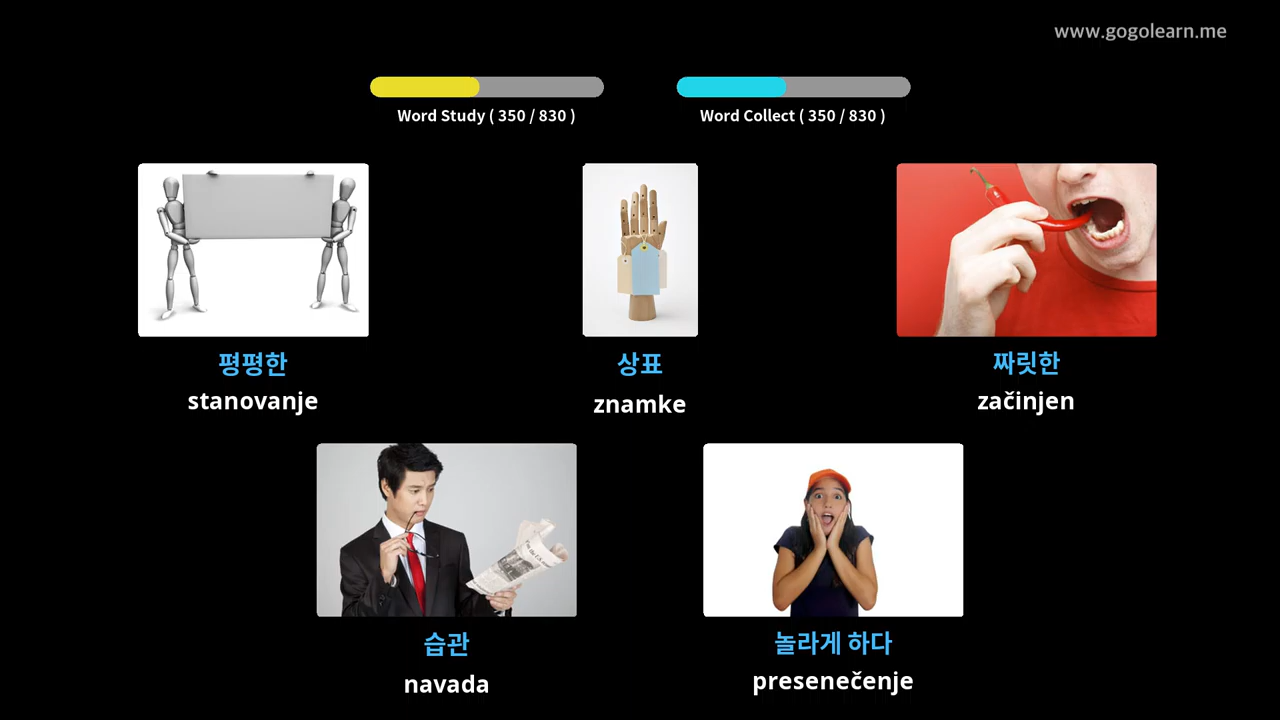 www.gogolearn.me
Word Study ( 350 / 830 )
Word Collect ( 350 / 830 )
평평한
stanovanje
상표
znamke
짜릿한
začinjen
습관
navada
놀라게 하다
presenečenje